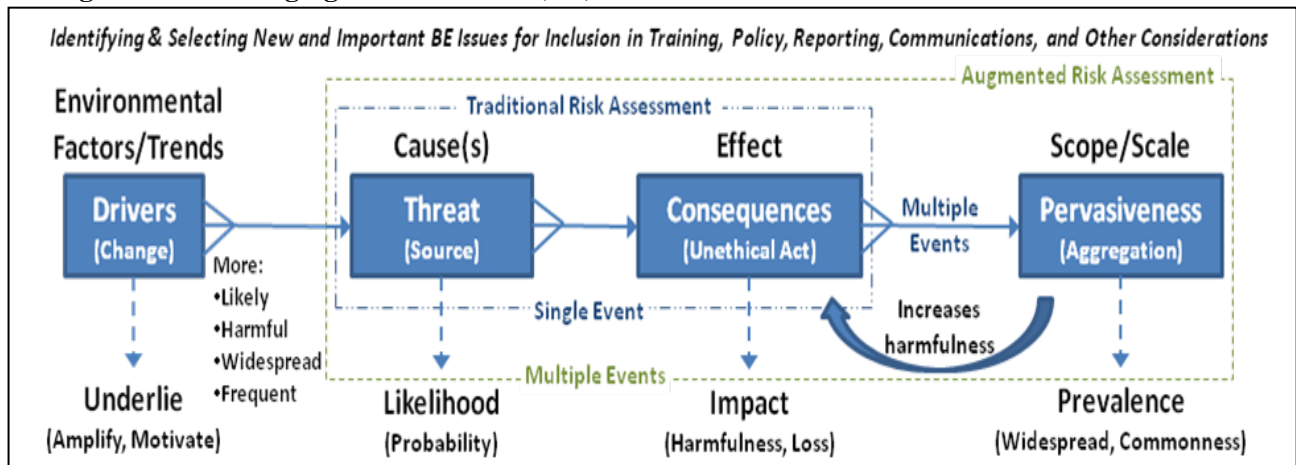 Identifying & Selecting New and Important BE Issues for Inclusion in Training, Policy, Reporting, Communications, and Other Considerations
Augmented Risk Assessment
Environmental
Factors/Trends
Traditional Risk Assessment
Cause(s)
Effect
Scope/Scale
Drivers
(Change)
Threat
(Source)
Consequences
(Unethical Act)
Multiple
Events
Pervasiveness
(Aggregation)
More:
•Likely
•Harmful
•Widespread
•Frequent
Single Event
Increases
harmfulness
Multiple Events
Underlie
(Amplify, Motivate)
Likelihood
(Probability)
Impact
(Harmfulness, Loss)
Prevalence
(Widespread, Commonness)